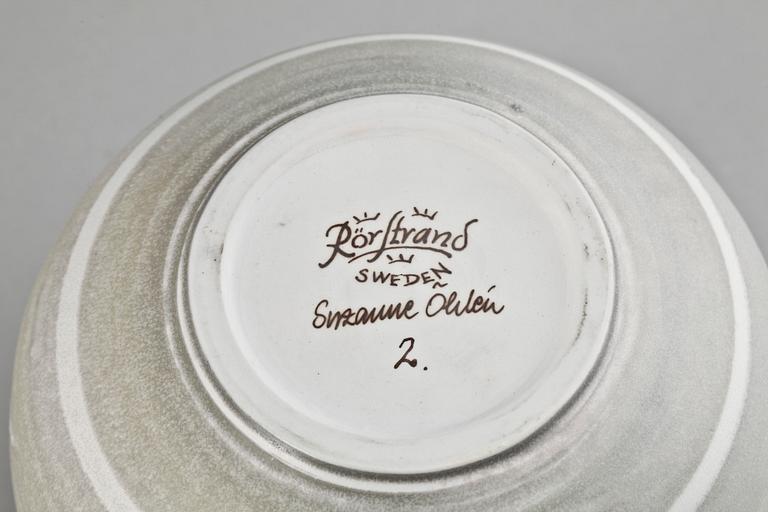 Rörstrand
SWEDEN
Suzanne Öhlén
2.